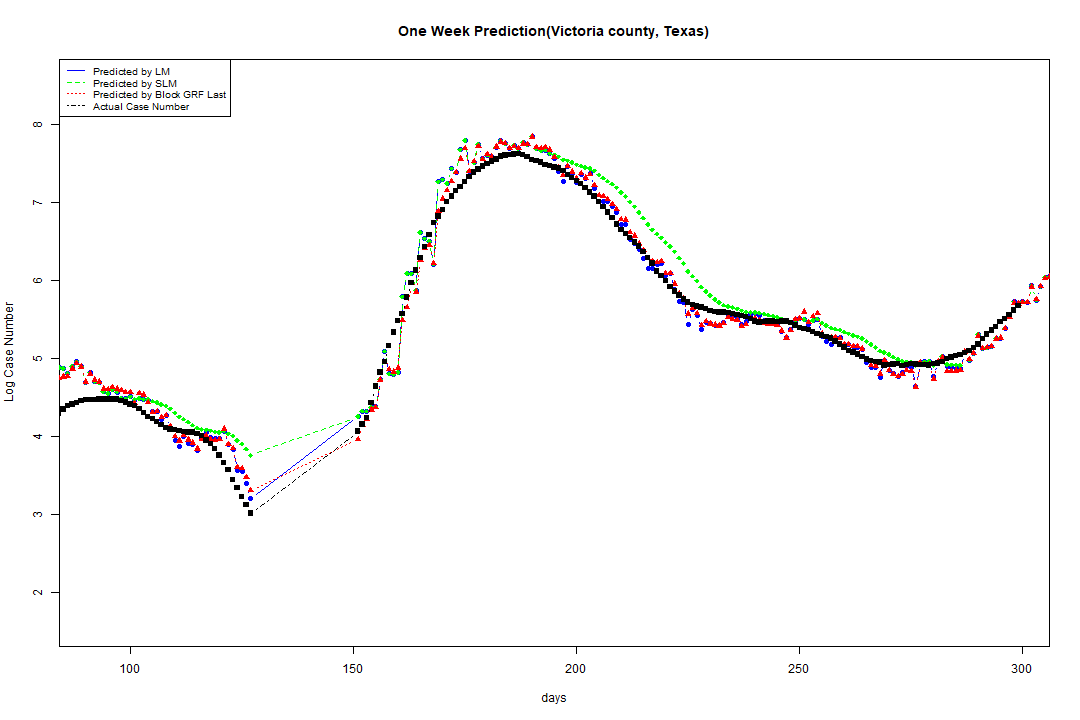 One Week Prediction(Victoria county, Texas)
Predicted by LM
Predicted by SLM
Predicted by Block GRF Last
Actual Case Number
Log Case Number
8
7
6
5
4
3
2
100 150 200 250 300
days